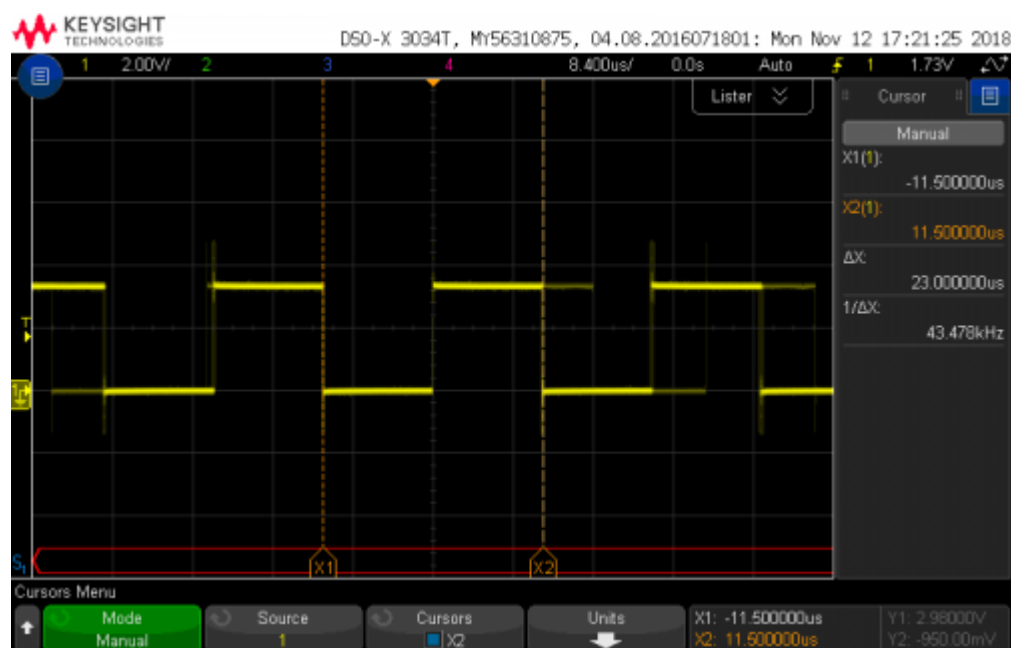 KEYSIGHT
TECHNOLOGIES
DSO-X 3034T, MY56310875, 04.08.2016071801: Mon Nov 12 17:21:25 2018
1 2.00V/ 2 3 4 8.400us/ 0.0s Auto 1 1.73V
Lister
Cursor
Manual
X1(1):
-11.500000us
X2(1):
11.500000us
ΔX:
23.000000us
1/ΔX:
43.478kHz
T
S1
X1 X2
Cursors Menu
Mode
Manual
Source
1
Cursors
X2
Units
X1: -11.500000us
X2: 11.500000us
Y1: 2.98000V
Y2: -950.00mV